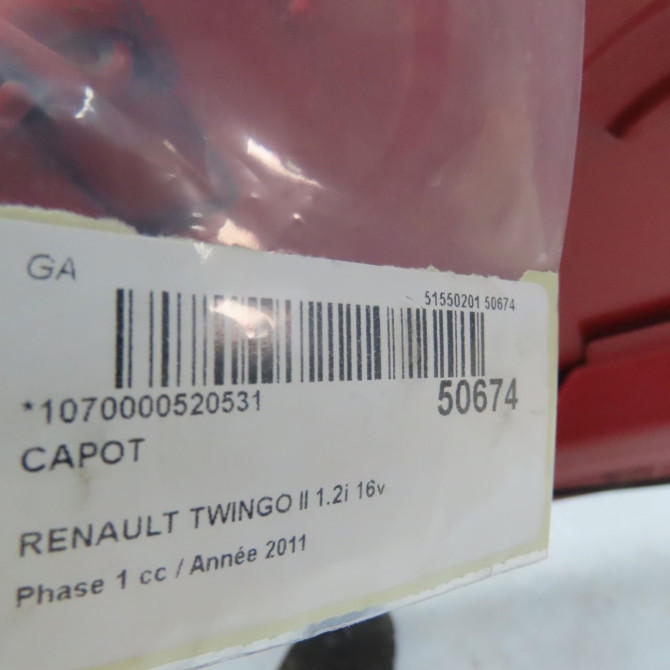 GA
51550201 50674
*1070000520531
50674
CAPOT
RENAULT TWINGO II 1.2i 16v
Phase 1 cc / Année 2011